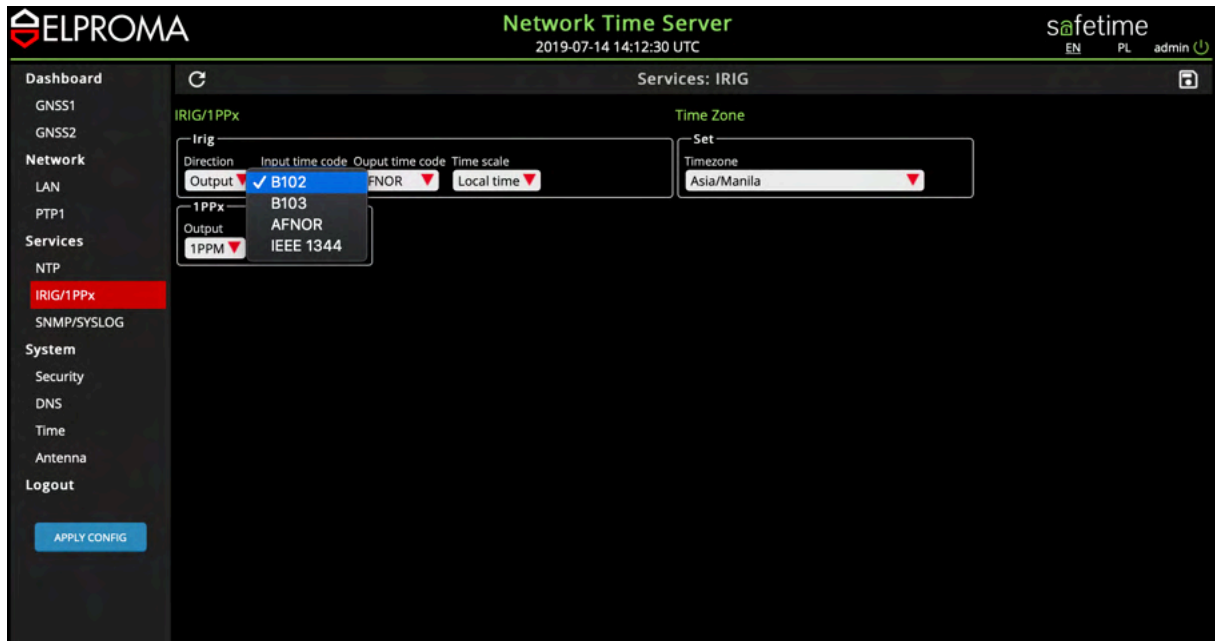 ELPROMA
Network Time Server
2019-07-14 14:12:30 UTC
safetime
EN PL admin
Dashboard
GNSS1
GNSS2
Network
LAN
PTP1
Services
NTP
IRIG/1PPx
SNMP/SYSLOG
System
Security
DNS
Time
Antenna
Logout
APPLY CONFIG
Services: IRIG
IRIG/1PPx
Irig
Direction Input time code Ouput time code Time scale
Output FNOR Local time
✓ B102
B103
AFNOR
IEEE 1344
1PPx
Output
1PPM
Time Zone
Set
Timezone
Asia/Manila